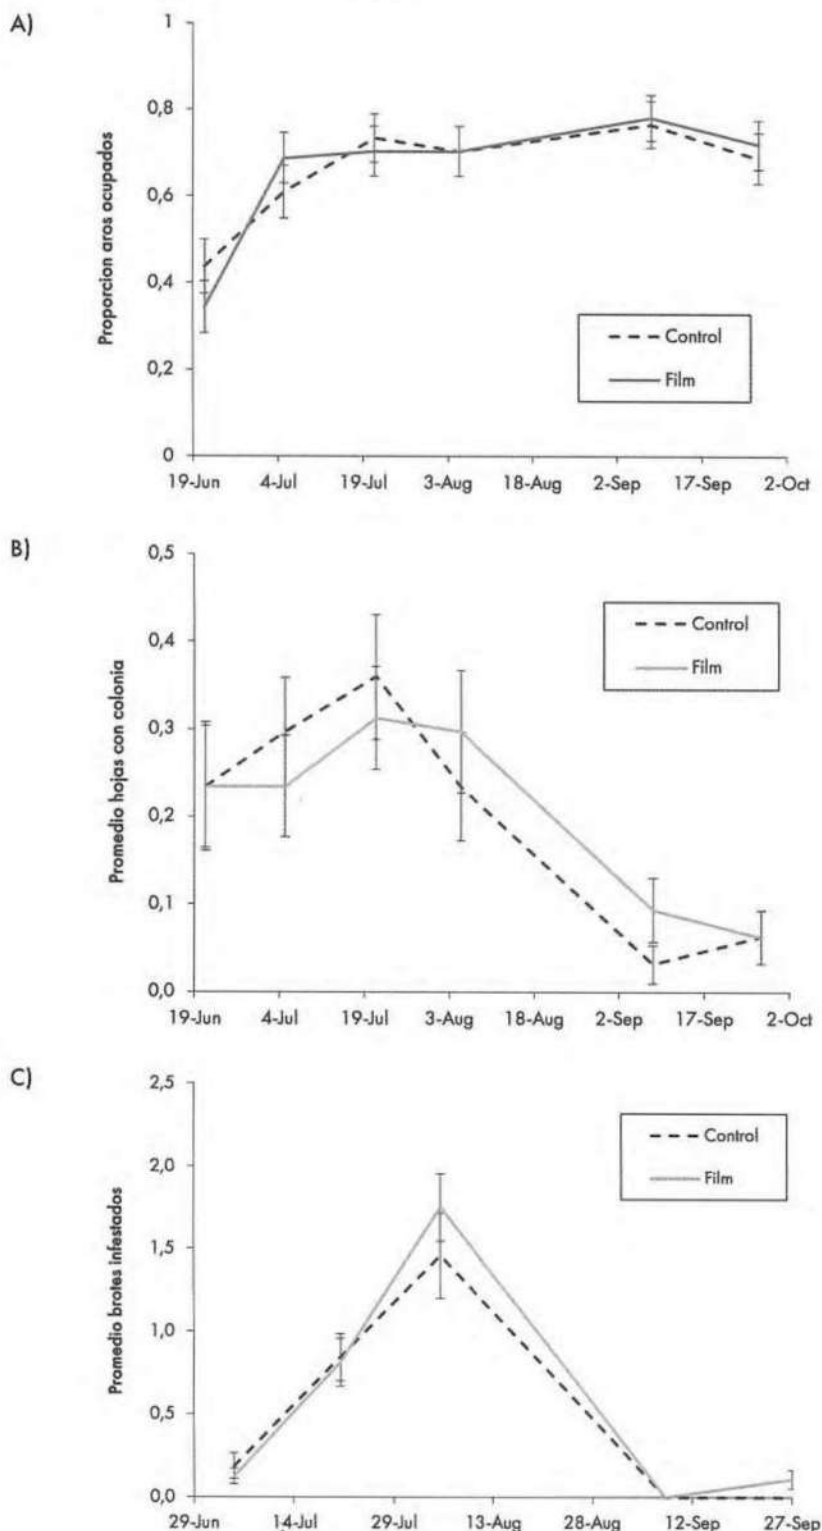 A)
Proporcion aros ocupados
1
0,8
0,6
0,4
0,2
0
19-Jun 4-Jul 19-Jul 3-Aug 18-Aug 2-Sep 17-Sep 2-Oct
Control
Film
B)
Promedio hojas con colonia
0,5
0,4
0,3
0,2
0,1
0,0
19-Jun 4-Jul 19-Jul 3-Aug 18-Aug 2-Sep 17-Sep 2-Oct
Control
Film
C)
Promedio brotes infestados
2,5
2,0
1,5
1,0
0,5
0,0
29-Jun 14-Jul 29-Jul 13-Aug 28-Aug 12-Sep 27-Sep
Control
Film